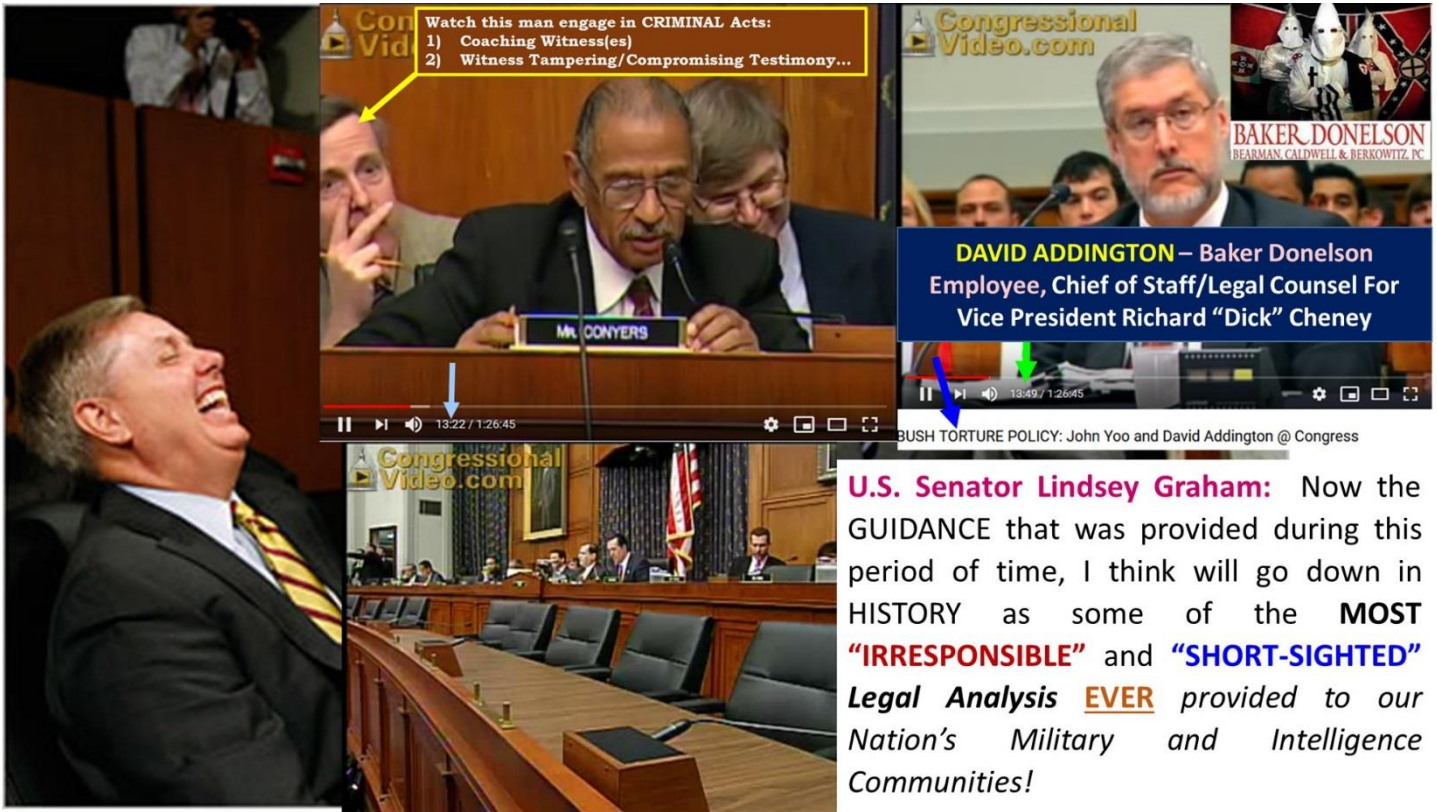 Congressional
Video.com
Watch this man engage in CRIMINAL Acts:
1) Coaching Witness(es)
2) Witness Tampering/Compromising Testimony...
MR. CONYERS
13:22 / 1:26:45
Congressional
Video.com
BAKER DONELSON
BEARMAN, CALDWELL & BERKOWITZ, PC
DAVID ADDINGTON – Baker Donelson
Employee, Chief of Staff/Legal Counsel For
Vice President Richard “Dick” Cheney
13:49 / 1:26:45
BUSH TORTURE POLICY: John Yoo and David Addington @ Congress
Congressional
Video.com
U.S. Senator Lindsey Graham: Now the
GUIDANCE that was provided during this
period of time, I think will go down in
HISTORY as some of the MOST
“IRRESPONSIBLE” and “SHORT-SIGHTED”
Legal Analysis EVER provided to our
Nation’s Military and Intelligence
Communities!